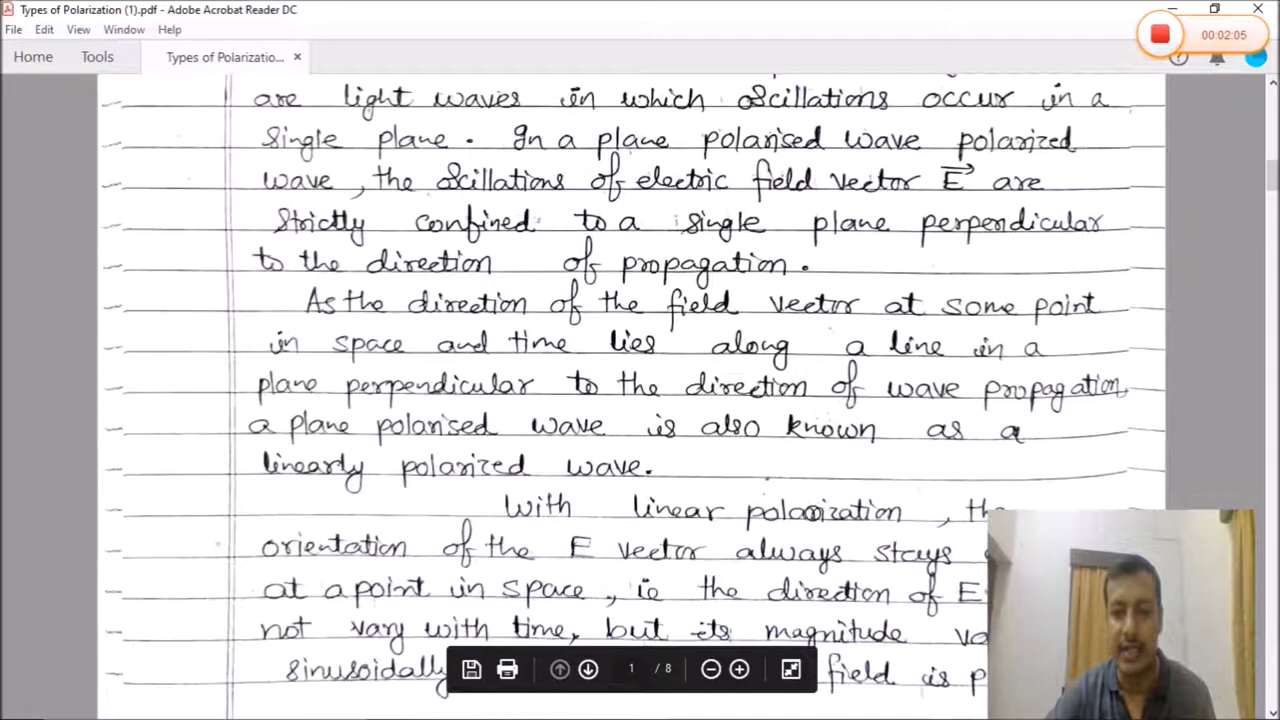 Types of Polarization (1).pdf - Adobe Acrobat Reader DC
File Edit View Window Help
00:02:05
Home Tools Types of Polarizatio... ×
are light waves in which oscillations occur in a
single plane. In a plane polarised wave polarized
wave, the oscillations of electric field vector E are
strictly confined to a single plane perpendicular
to the direction of propagation.
As the direction of the field vector at some point
in space and time lies along a line in a
plane perpendicular to the direction of wave propagation
a plane polarised wave is also known as a
linearly polarized wave.
With linear polarization, the
orientation of the E vector always stays
at a point in space, ie the direction of E
not vary with time, but its magnitude
sinusoidally
field is
1 / 8